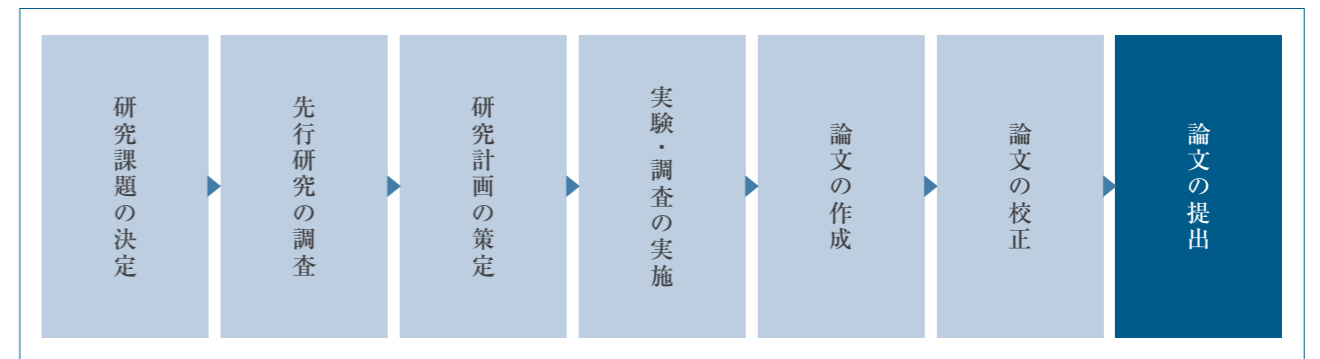 研究課題の決定
先行研究の調査
研究計画の策定
実験・調査の実施
論文の作成
論文の校正
論文の提出